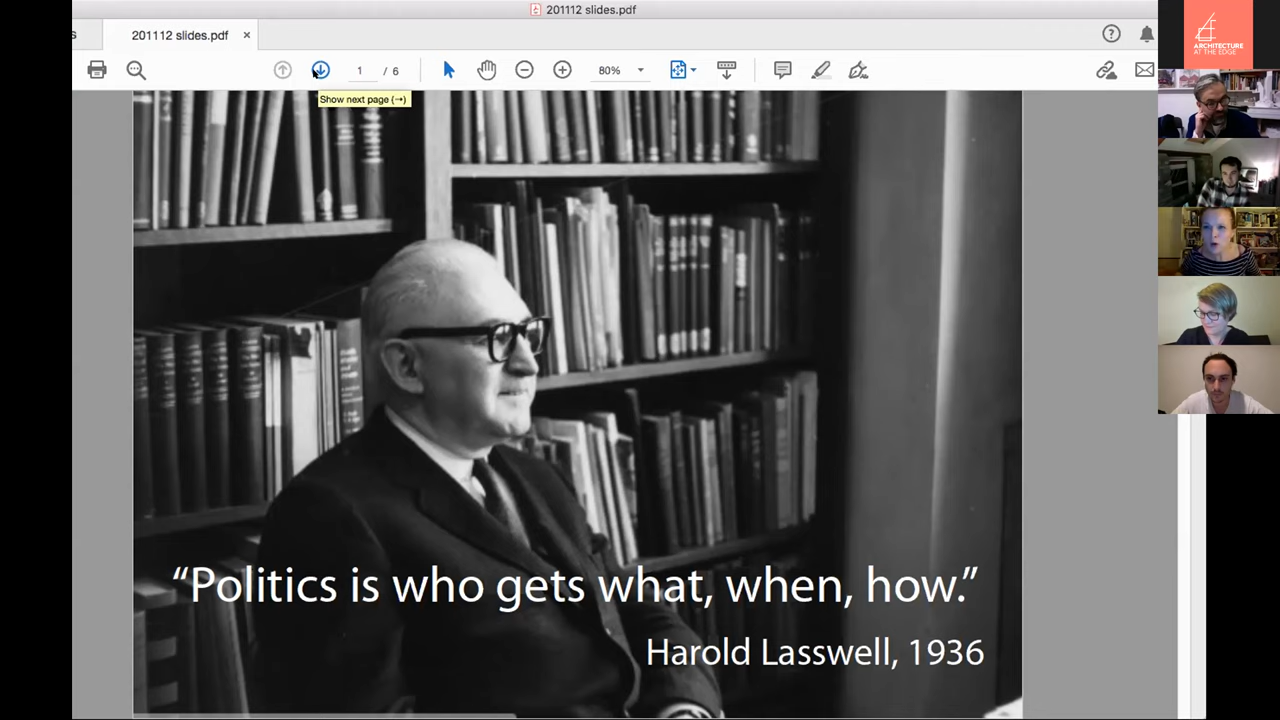 201112 slides.pdf
s
201112 slides.pdf ×
1 / 6
80%
Show next page (→)
ARCHITECTURE
AT THE EDGE
“Politics is who gets what, when, how.”
Harold Lasswell, 1936